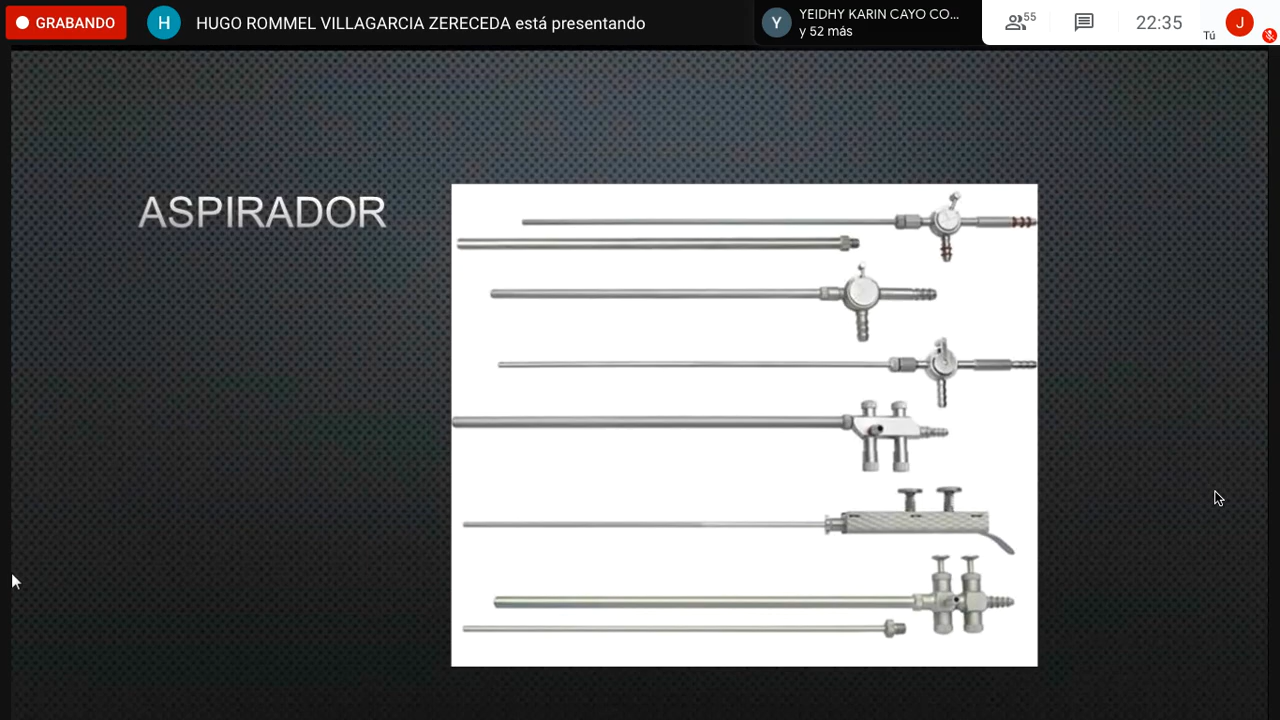 GRABANDO
H
HUGO ROMMEL VILLAGARCIA ZERECEDA está presentando
Y
YEIDHY KARIN CAYO CO...
y 52 más
55
22:35
Tú
J
ASPIRADOR